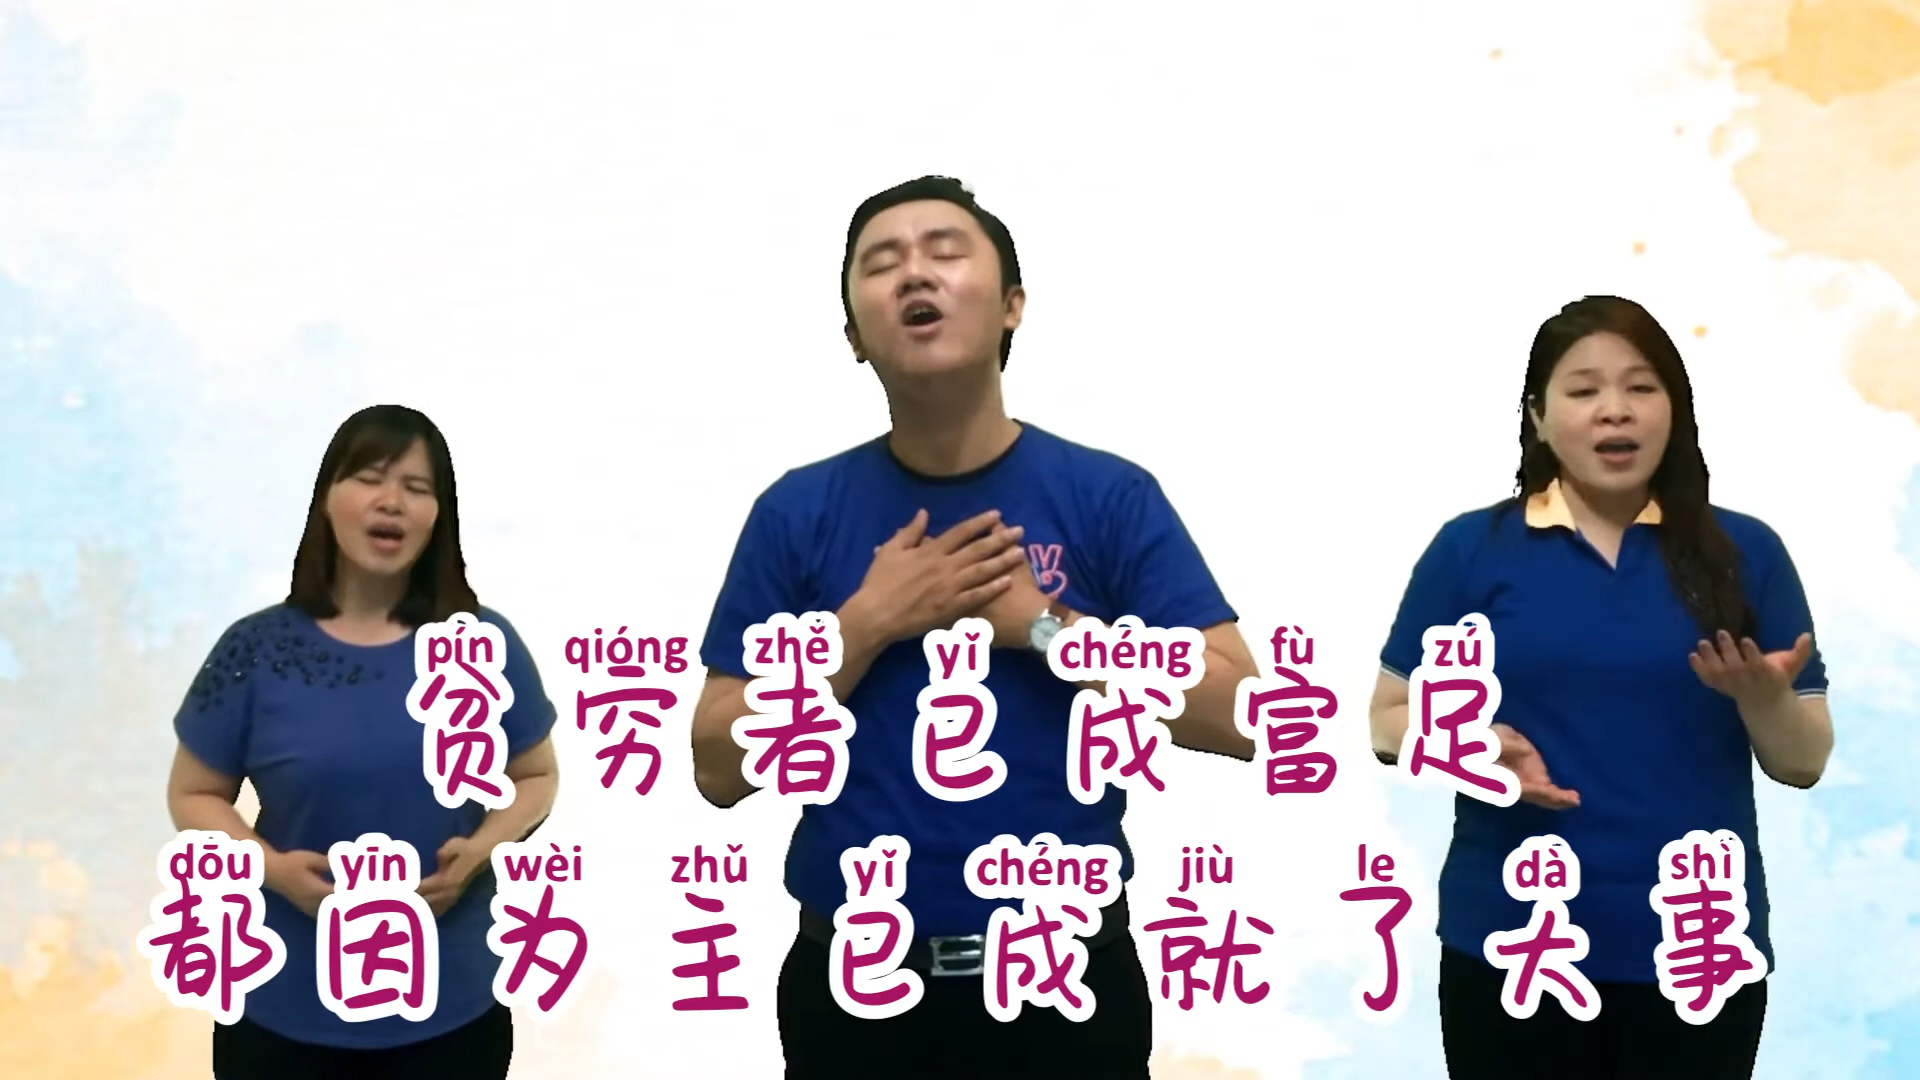 pín qióng zhě yǐ chéng fù zú
贫穷者已成富足
dōu yīn wèi zhǔ yǐ chéng jiù le dà shì
都因为主已成就了大事